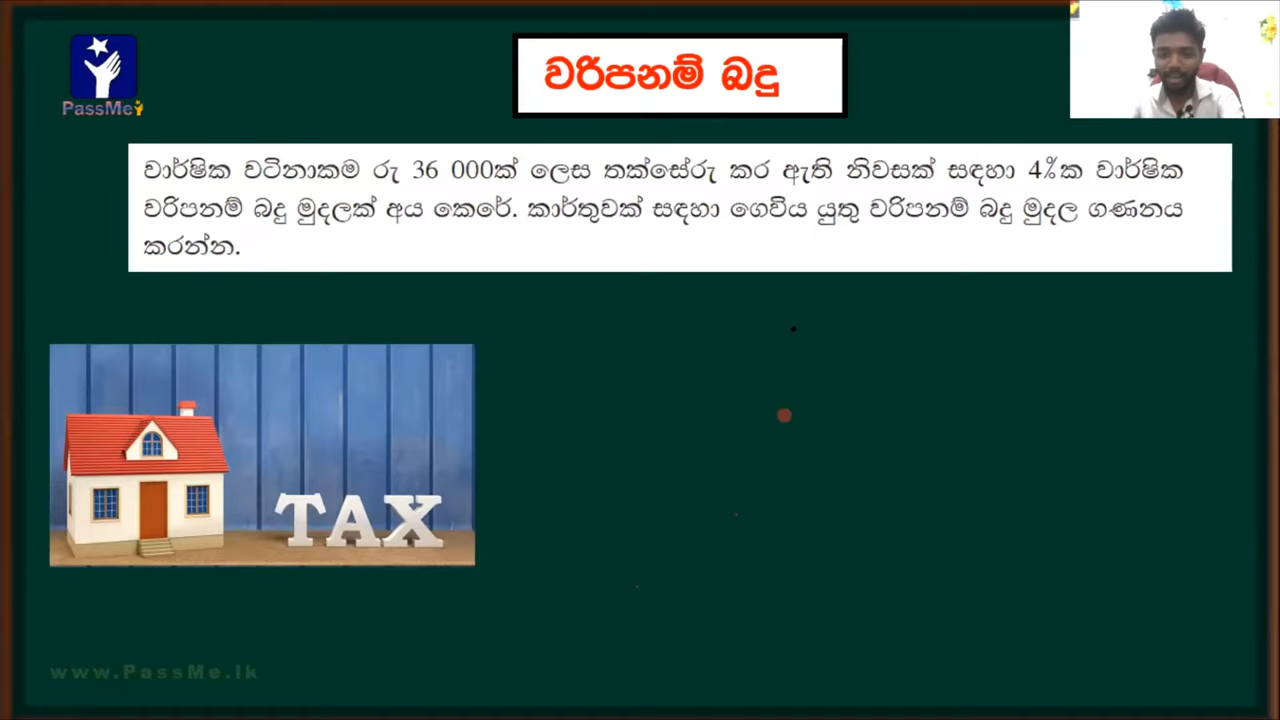 PassMe
වරිපනම් බදු
වාර්ෂික වටිනාකම රු 36 000ක් ලෙස තක්සේරු කර ඇති නිවසක් සඳහා 4%ක වාර්ෂික
වරිපනම් බදු මුදලක් අය කෙරේ. කාර්තුවක් සඳහා ගෙවිය යුතු වරිපනම් බදු මුදල ගණනය
කරන්න.
TAX
www.PassMe.lk